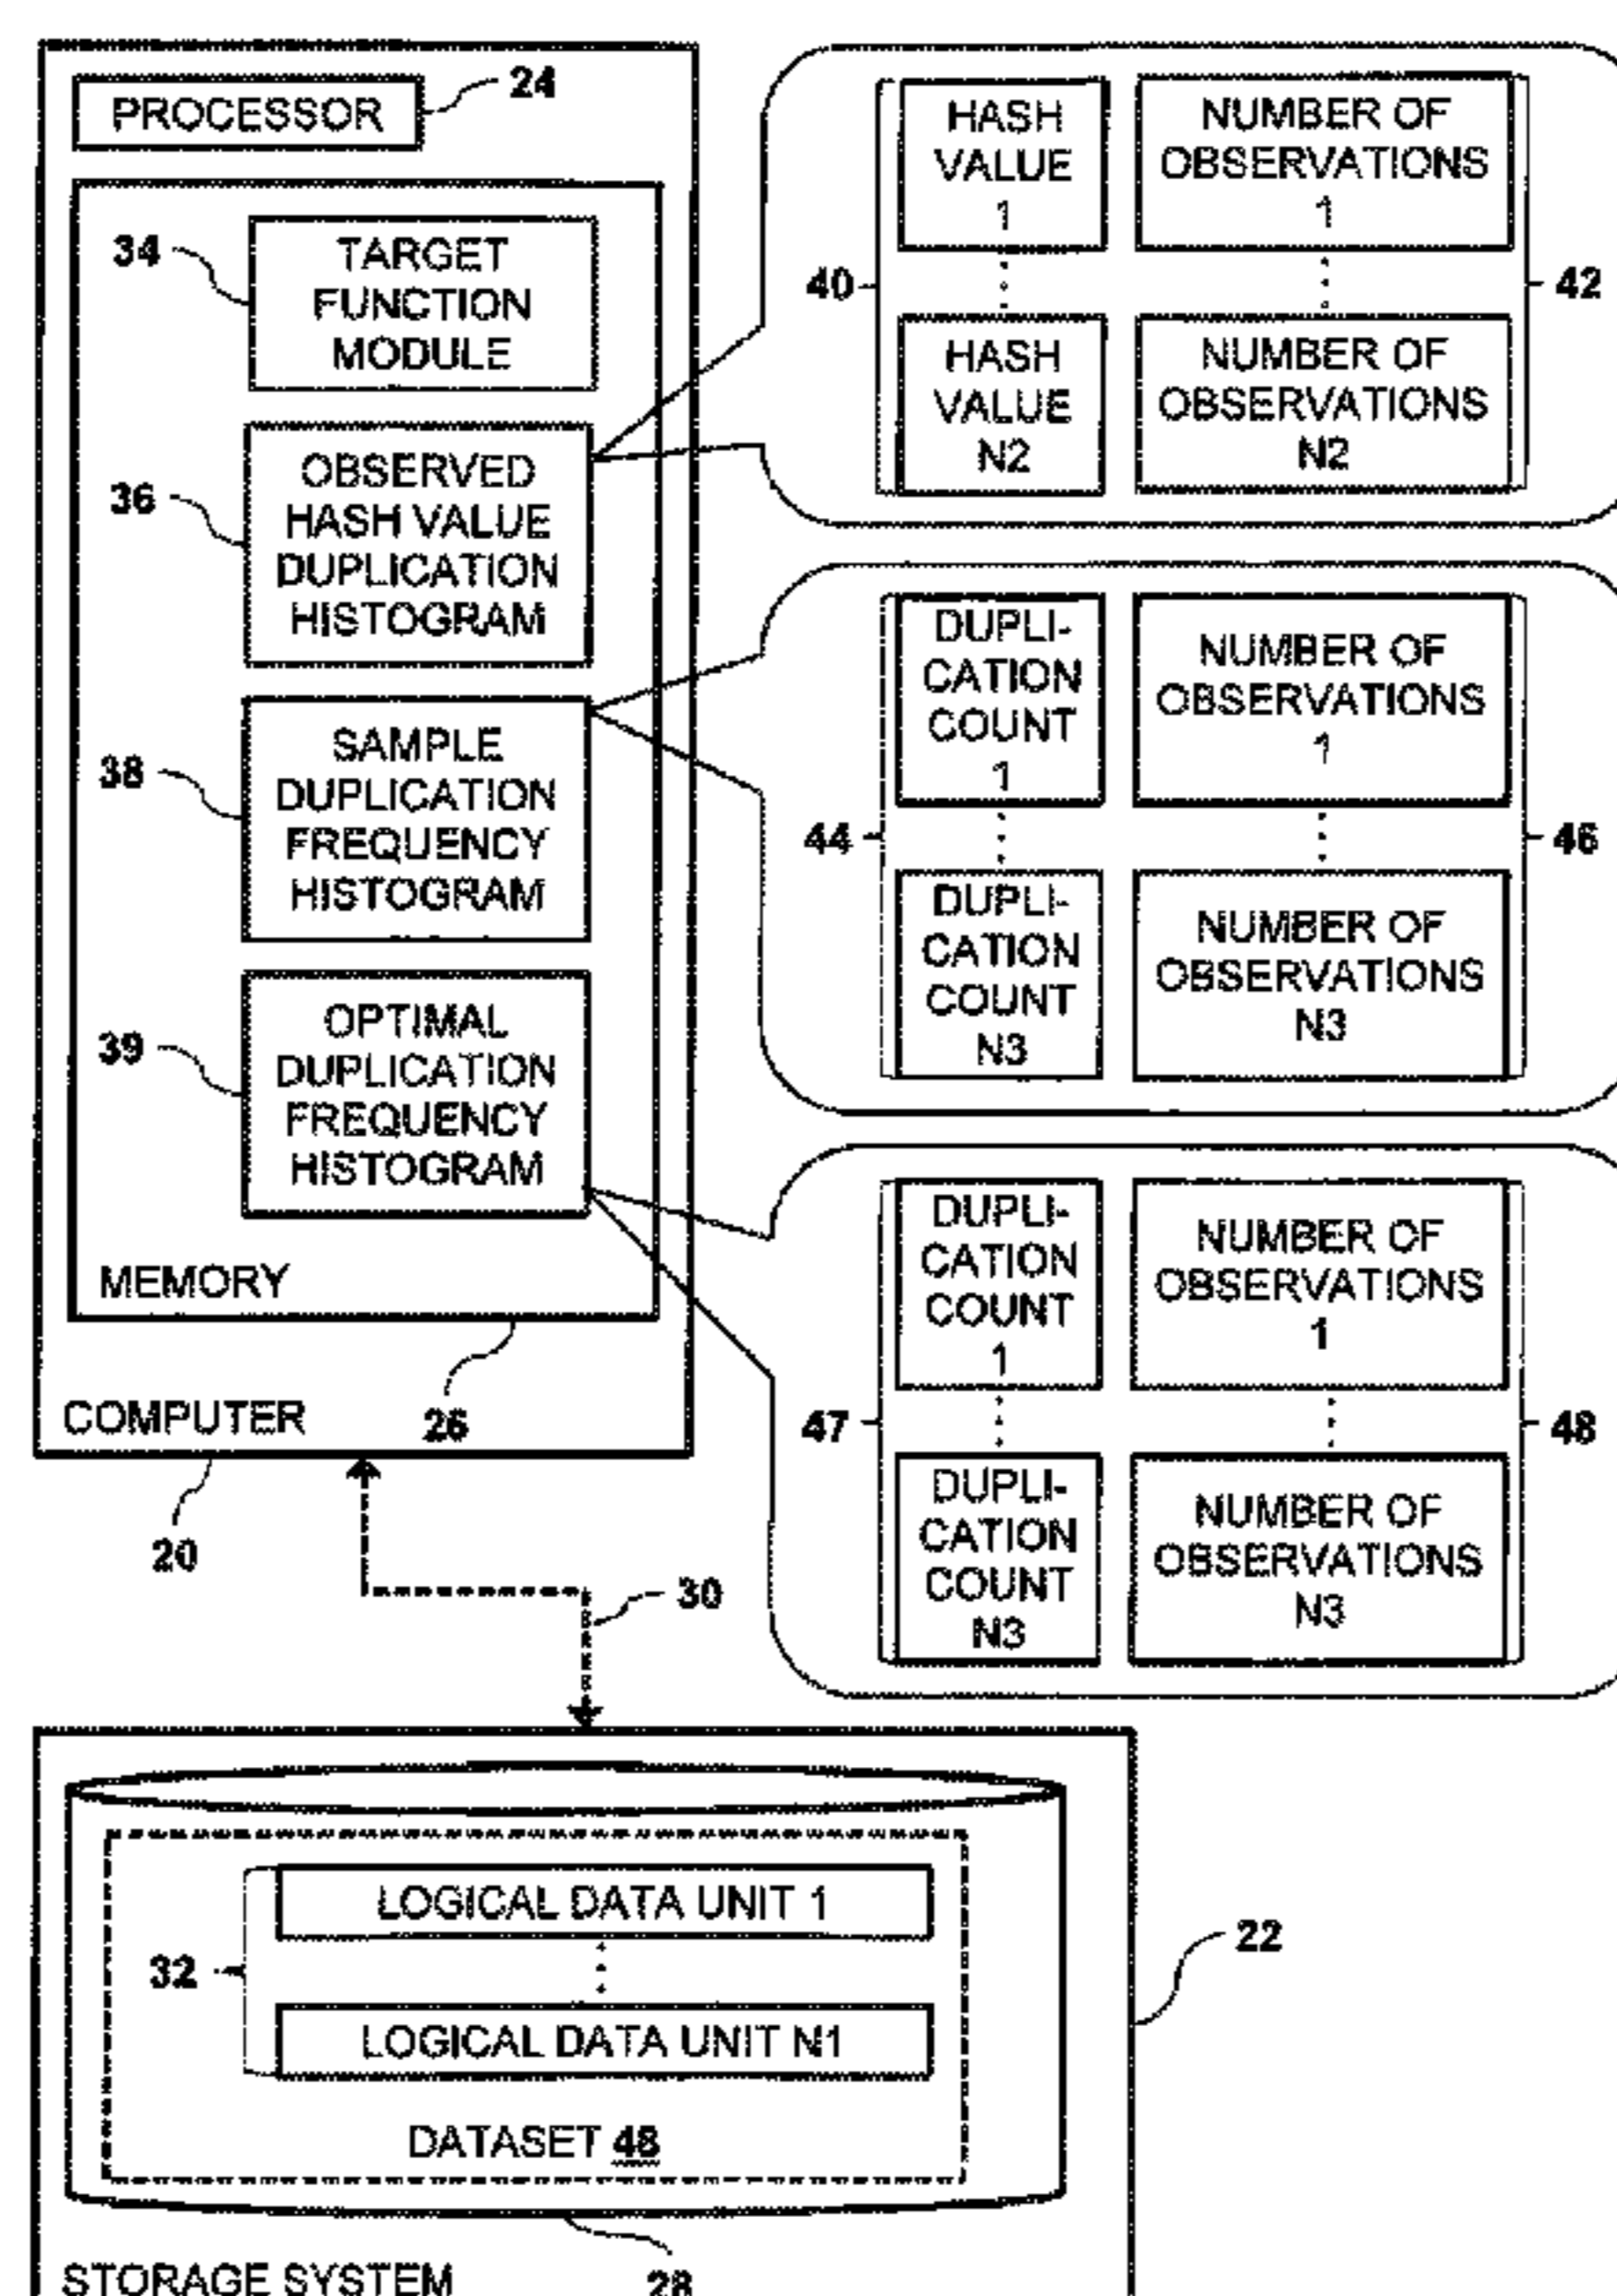 PROCESSOR
24
34
TARGET
FUNCTION
MODULE
36
OBSERVED
HASH VALUE
DUPLICATION
HISTOGRAM
38
SAMPLE
DUPLICATION
FREQUENCY
HISTOGRAM
39
OPTIMAL
DUPLICATION
FREQUENCY
HISTOGRAM
MEMORY
26
COMPUTER
20
30
40
HASH
VALUE
1
NUMBER OF
OBSERVATIONS
1
42
HASH
VALUE
N2
NUMBER OF
OBSERVATIONS
N2
44
DUPLI-
CATION
COUNT
1
NUMBER OF
OBSERVATIONS
1
46
DUPLI-
CATION
COUNT
N3
NUMBER OF
OBSERVATIONS
N3
47
DUPLI-
CATION
COUNT
1
NUMBER OF
OBSERVATIONS
1
48
DUPLI-
CATION
COUNT
N3
NUMBER OF
OBSERVATIONS
N3
32
LOGICAL DATA UNIT 1
LOGICAL DATA UNIT N1
DATASET 48
22
STORAGE SYSTEM
28